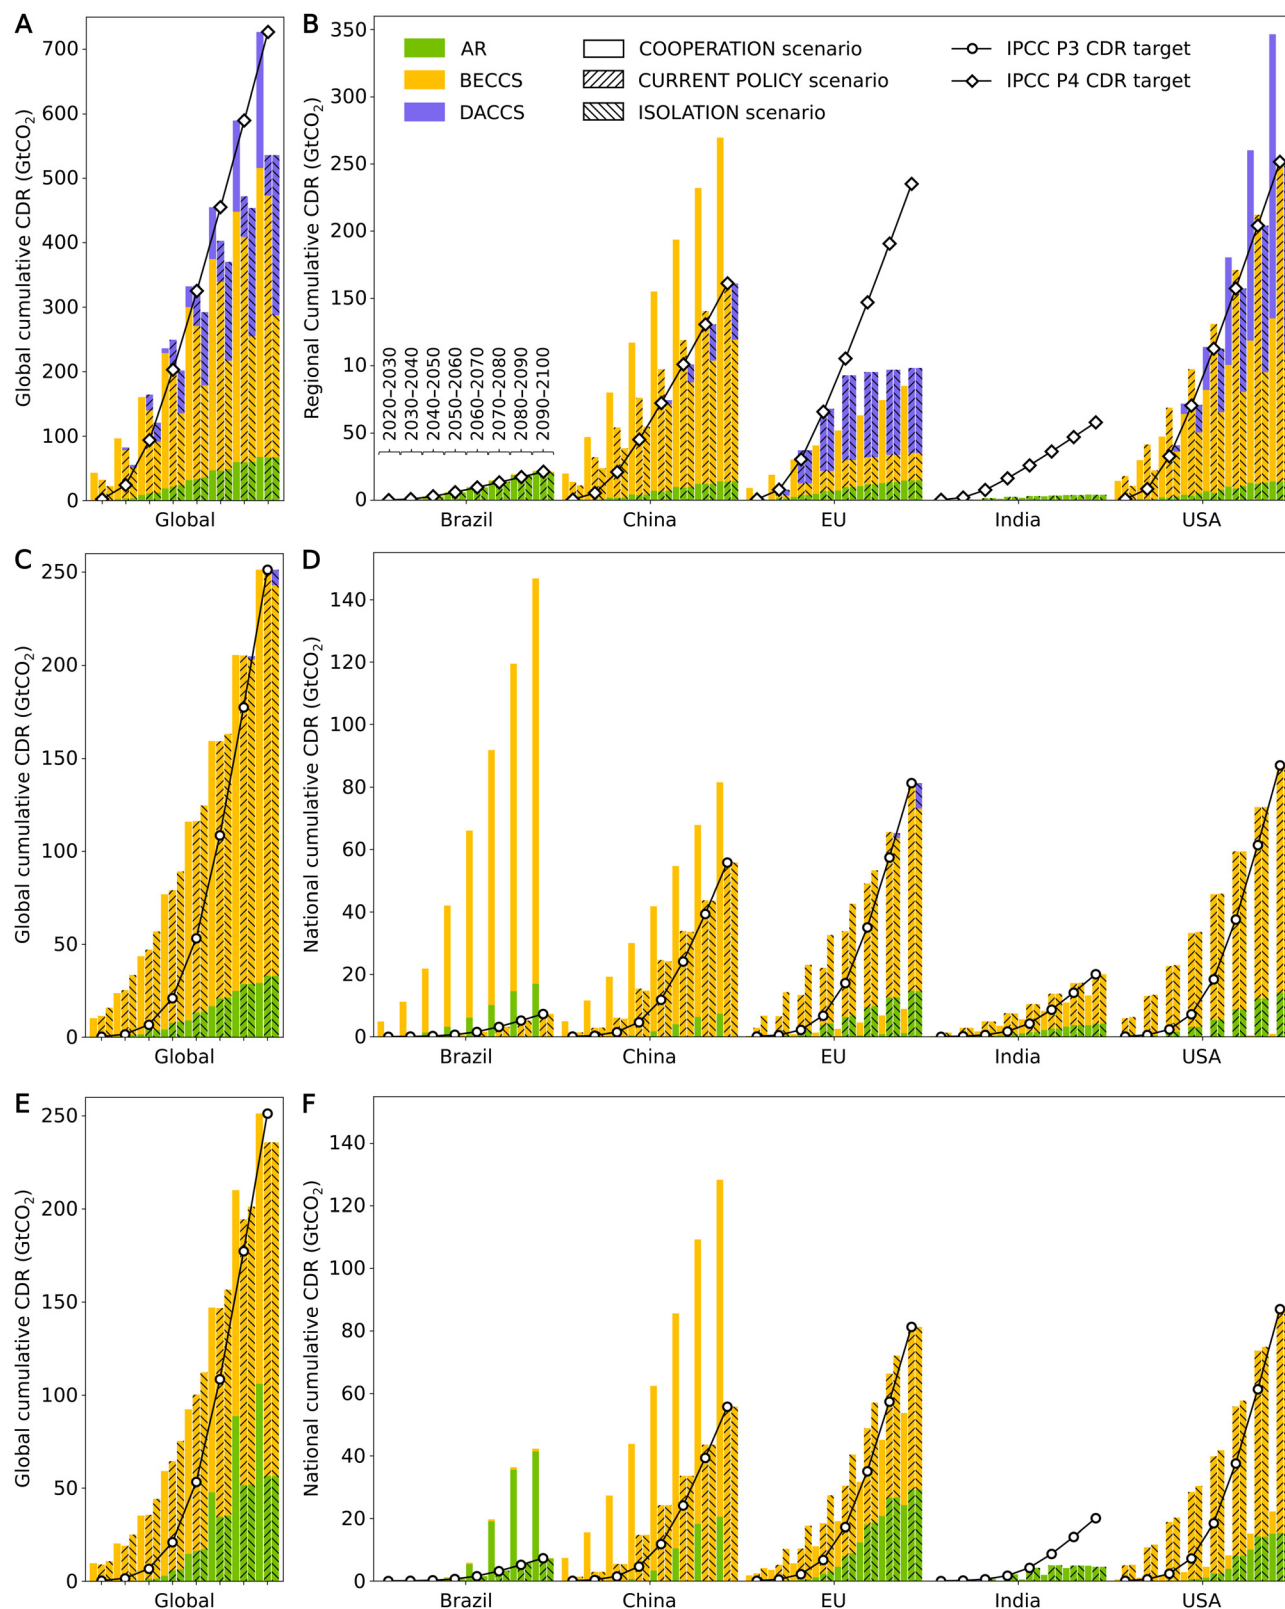 A
Global cumulative CDR (GtCO2)
700
600
500
400
300
200
100
0
Global
B
Regional Cumulative CDR (GtCO2)
350
300
250
200
150
10
50
0
AR
BECCS
DACCS
COOPERATION scenario
CURRENT POLICY scenario
ISOLATION scenario
IPCC P3 CDR target
IPCC P4 CDR target
2020–2030
2030–2040
2040–2050
2050–2060
2060–2070
2070–2080
2080–2090
2090–2100
Brazil
China
EU
India
USA
C
Global cumulative CDR (GtCO2)
250
200
150
100
50
0
Global
D
National cumulative CDR (GtCO2)
140
120
100
80
60
40
20
0
Brazil
China
EU
India
USA
E
Global cumulative CDR (GtCO2)
250
200
150
100
50
0
Global
F
National cumulative CDR (GtCO2)
140
120
100
80
60
40
20
0
Brazil
China
EU
India
USA